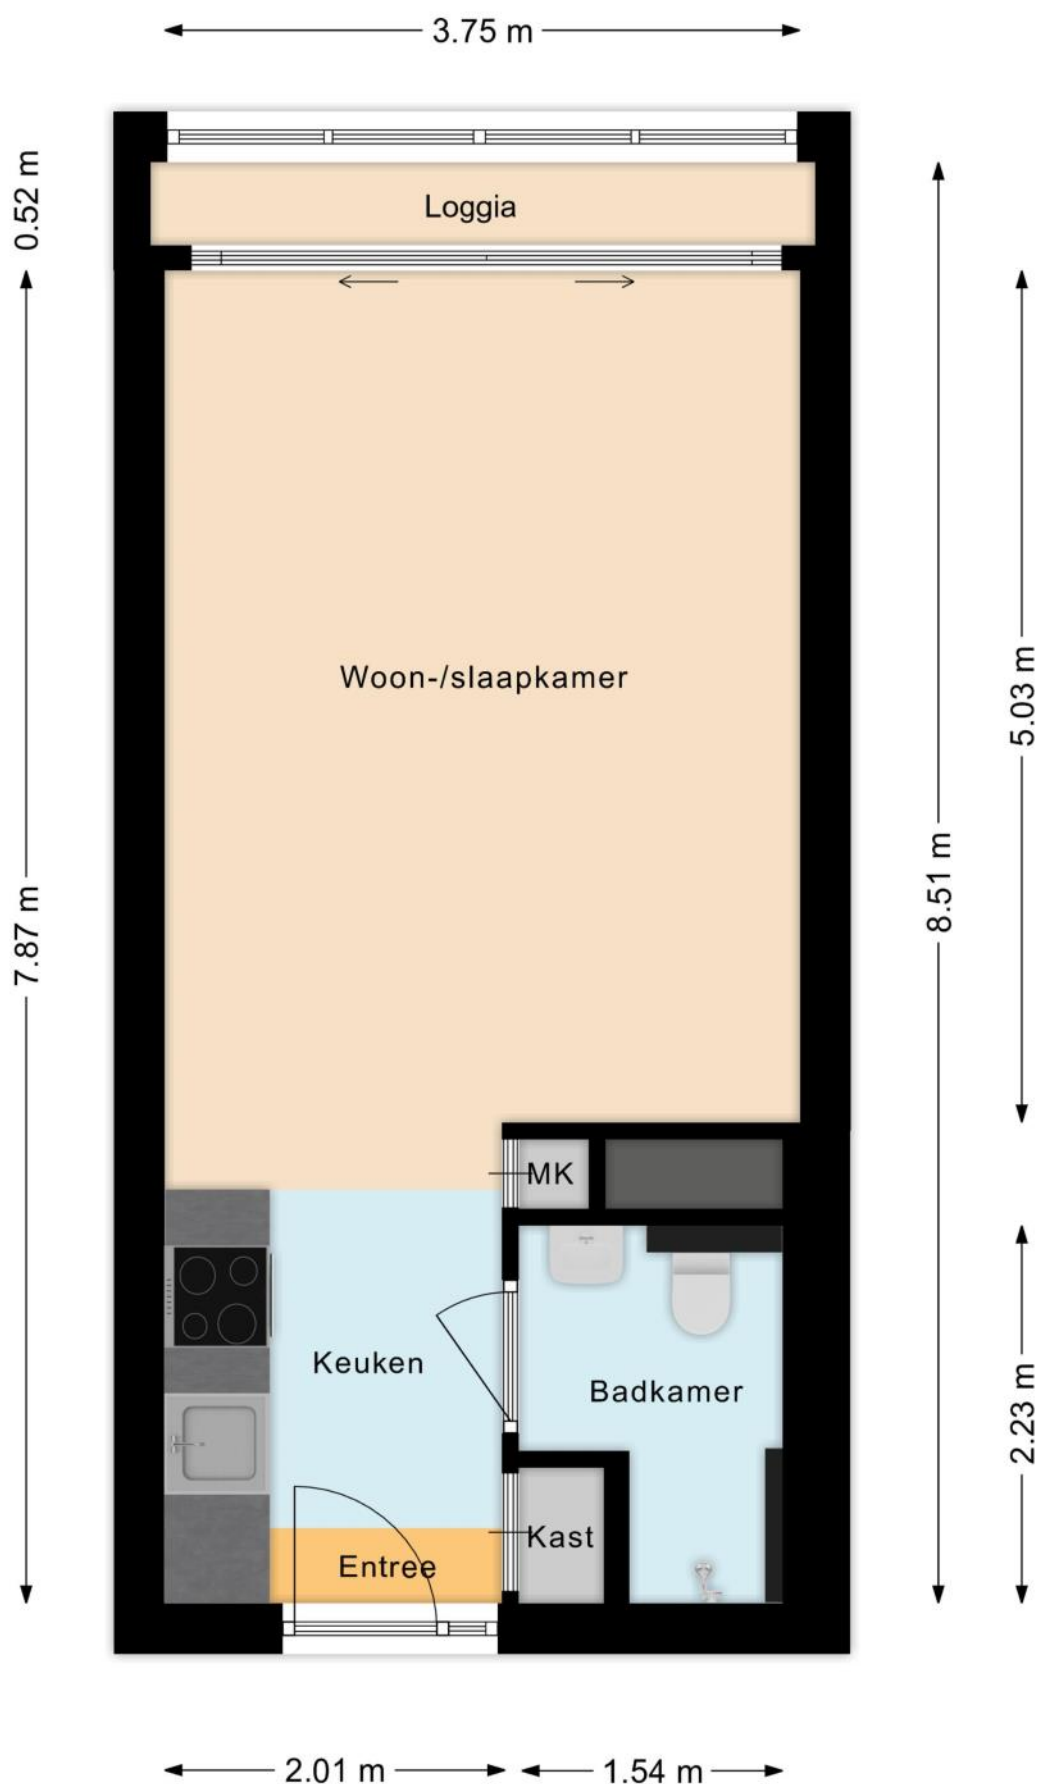 3.75 m
0.52 m
Loggia
Woon-/slaapkamer
5.03 m
8.51 m
7.87 m
MK
Keuken
Badkamer
2.23 m
Kast
Entree
2.01 m
1.54 m